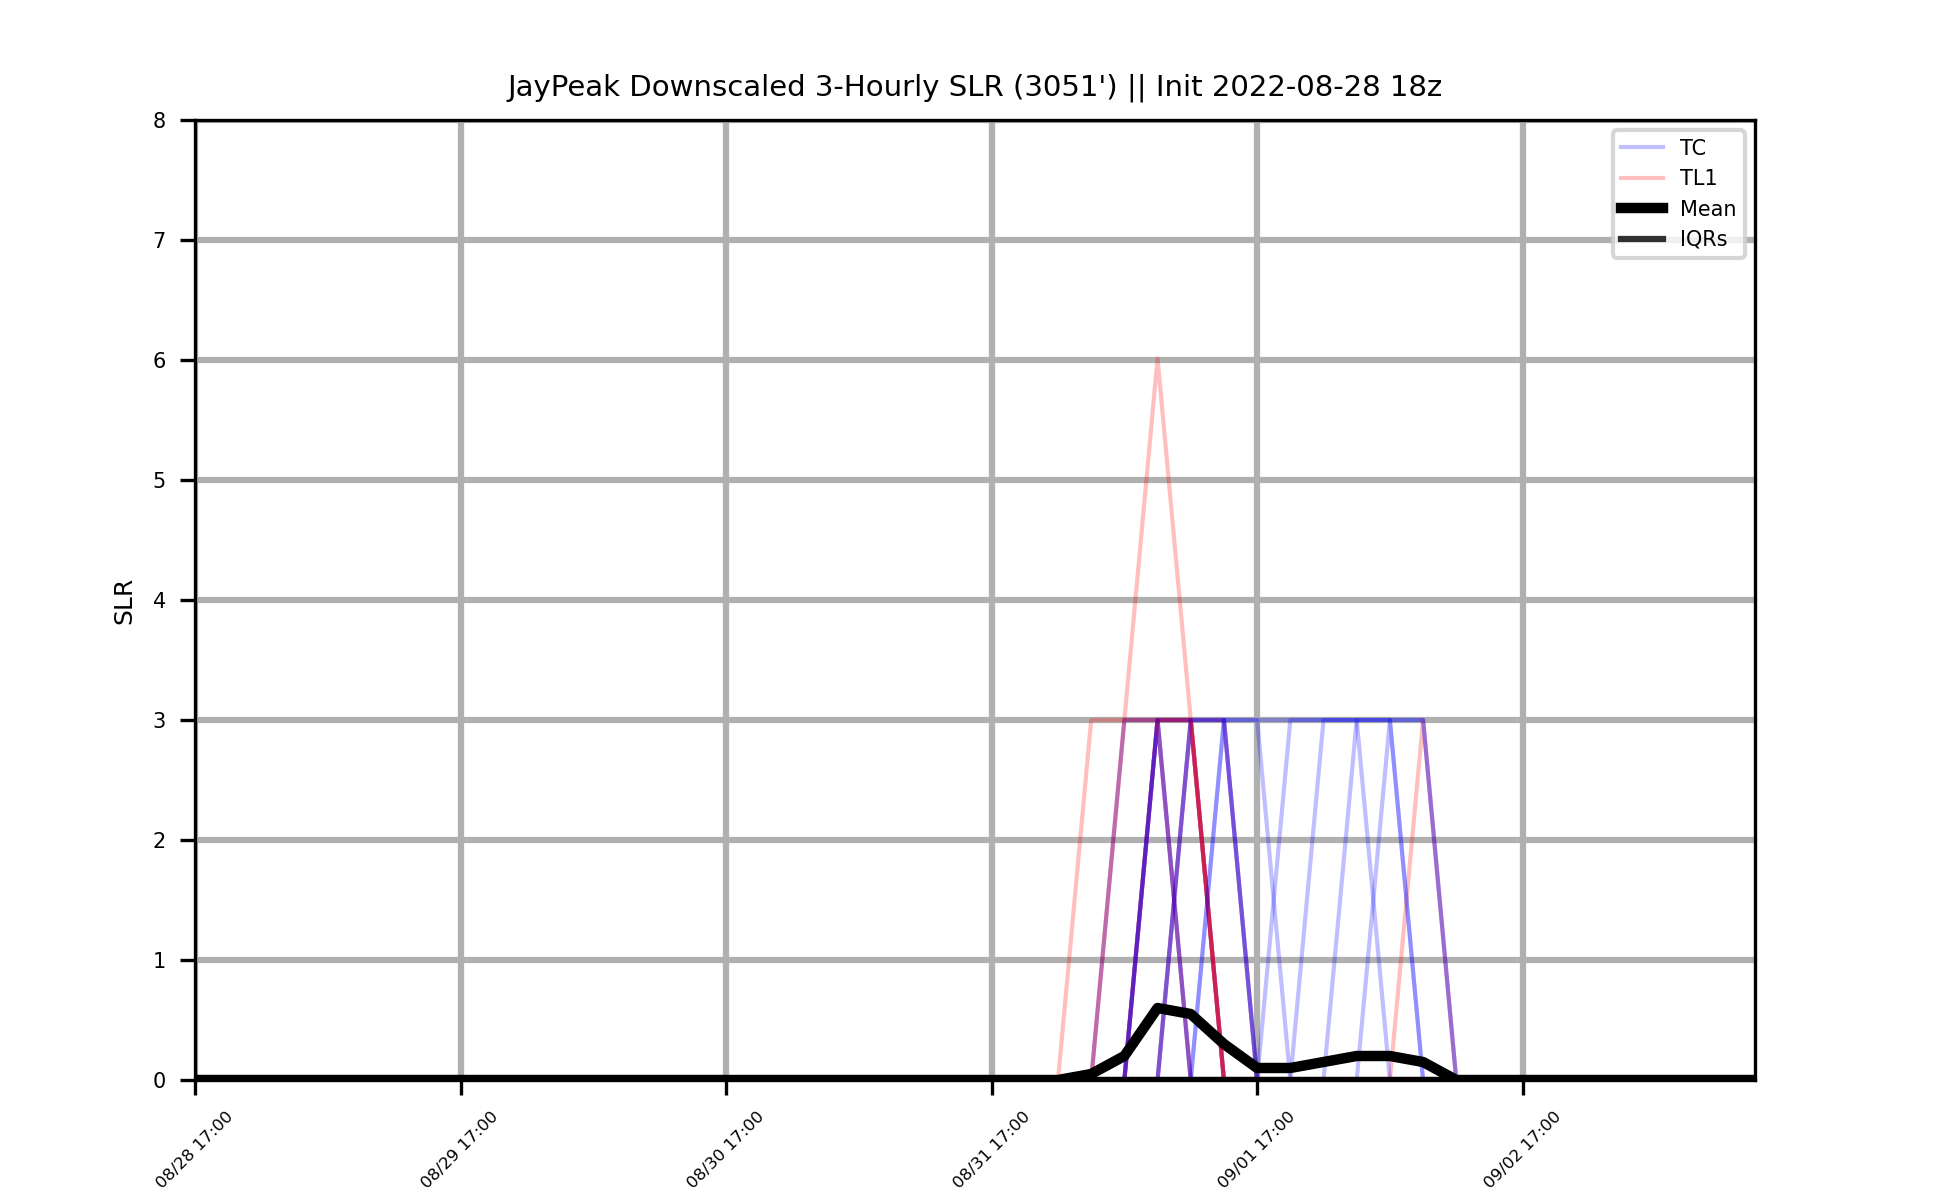 JayPeak Downscaled 3-Hourly SLR (3051') || Init 2022-08-28 18z
8
7
6
5
4
3
2
1
0
SLR
TC
TL1
Mean
IQRs
08/28 17:00
08/29 17:00
08/30 17:00
08/31 17:00
09/01 17:00
09/02 17:00